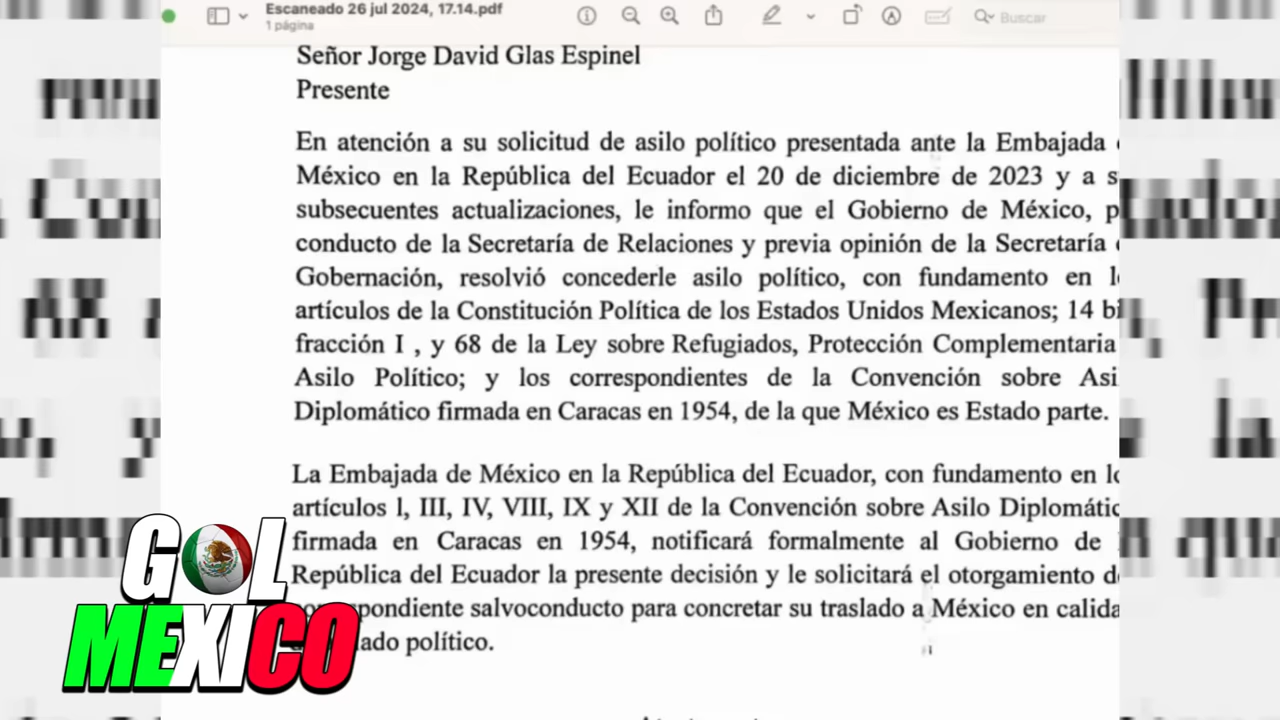 Escaneado 26 jul 2024, 17.14.pdf
1 página
Buscar
Señor Jorge David Glas Espinel
Presente
En atención a su solicitud de asilo político presentada ante la Embajada
México en la República del Ecuador el 20 de diciembre de 2023 y a s
subsecuentes actualizaciones, le informo que el Gobierno de México, p
conducto de la Secretaría de Relaciones y previa opinión de la Secretaría
Gobernación, resolvió concederle asilo político, con fundamento en l
artículos de la Constitución Política de los Estados Unidos Mexicanos; 14 bi
fracción I , y 68 de la Ley sobre Refugiados, Protección Complementaria
Asilo Político; y los correspondientes de la Convención sobre Asi
Diplomático firmada en Caracas en 1954, de la que México es Estado parte.
La Embajada de México en la República del Ecuador, con fundamento en lo
artículos l, III, IV, VIII, IX y XII de la Convención sobre Asilo Diplomátic
firmada en Caracas en 1954, notificará formalmente al Gobierno de
República del Ecuador la presente decisión y le solicitará el otorgamiento d
pondiente salvoconducto para concretar su traslado a México en calida
lado político.
GOL
MEXICO